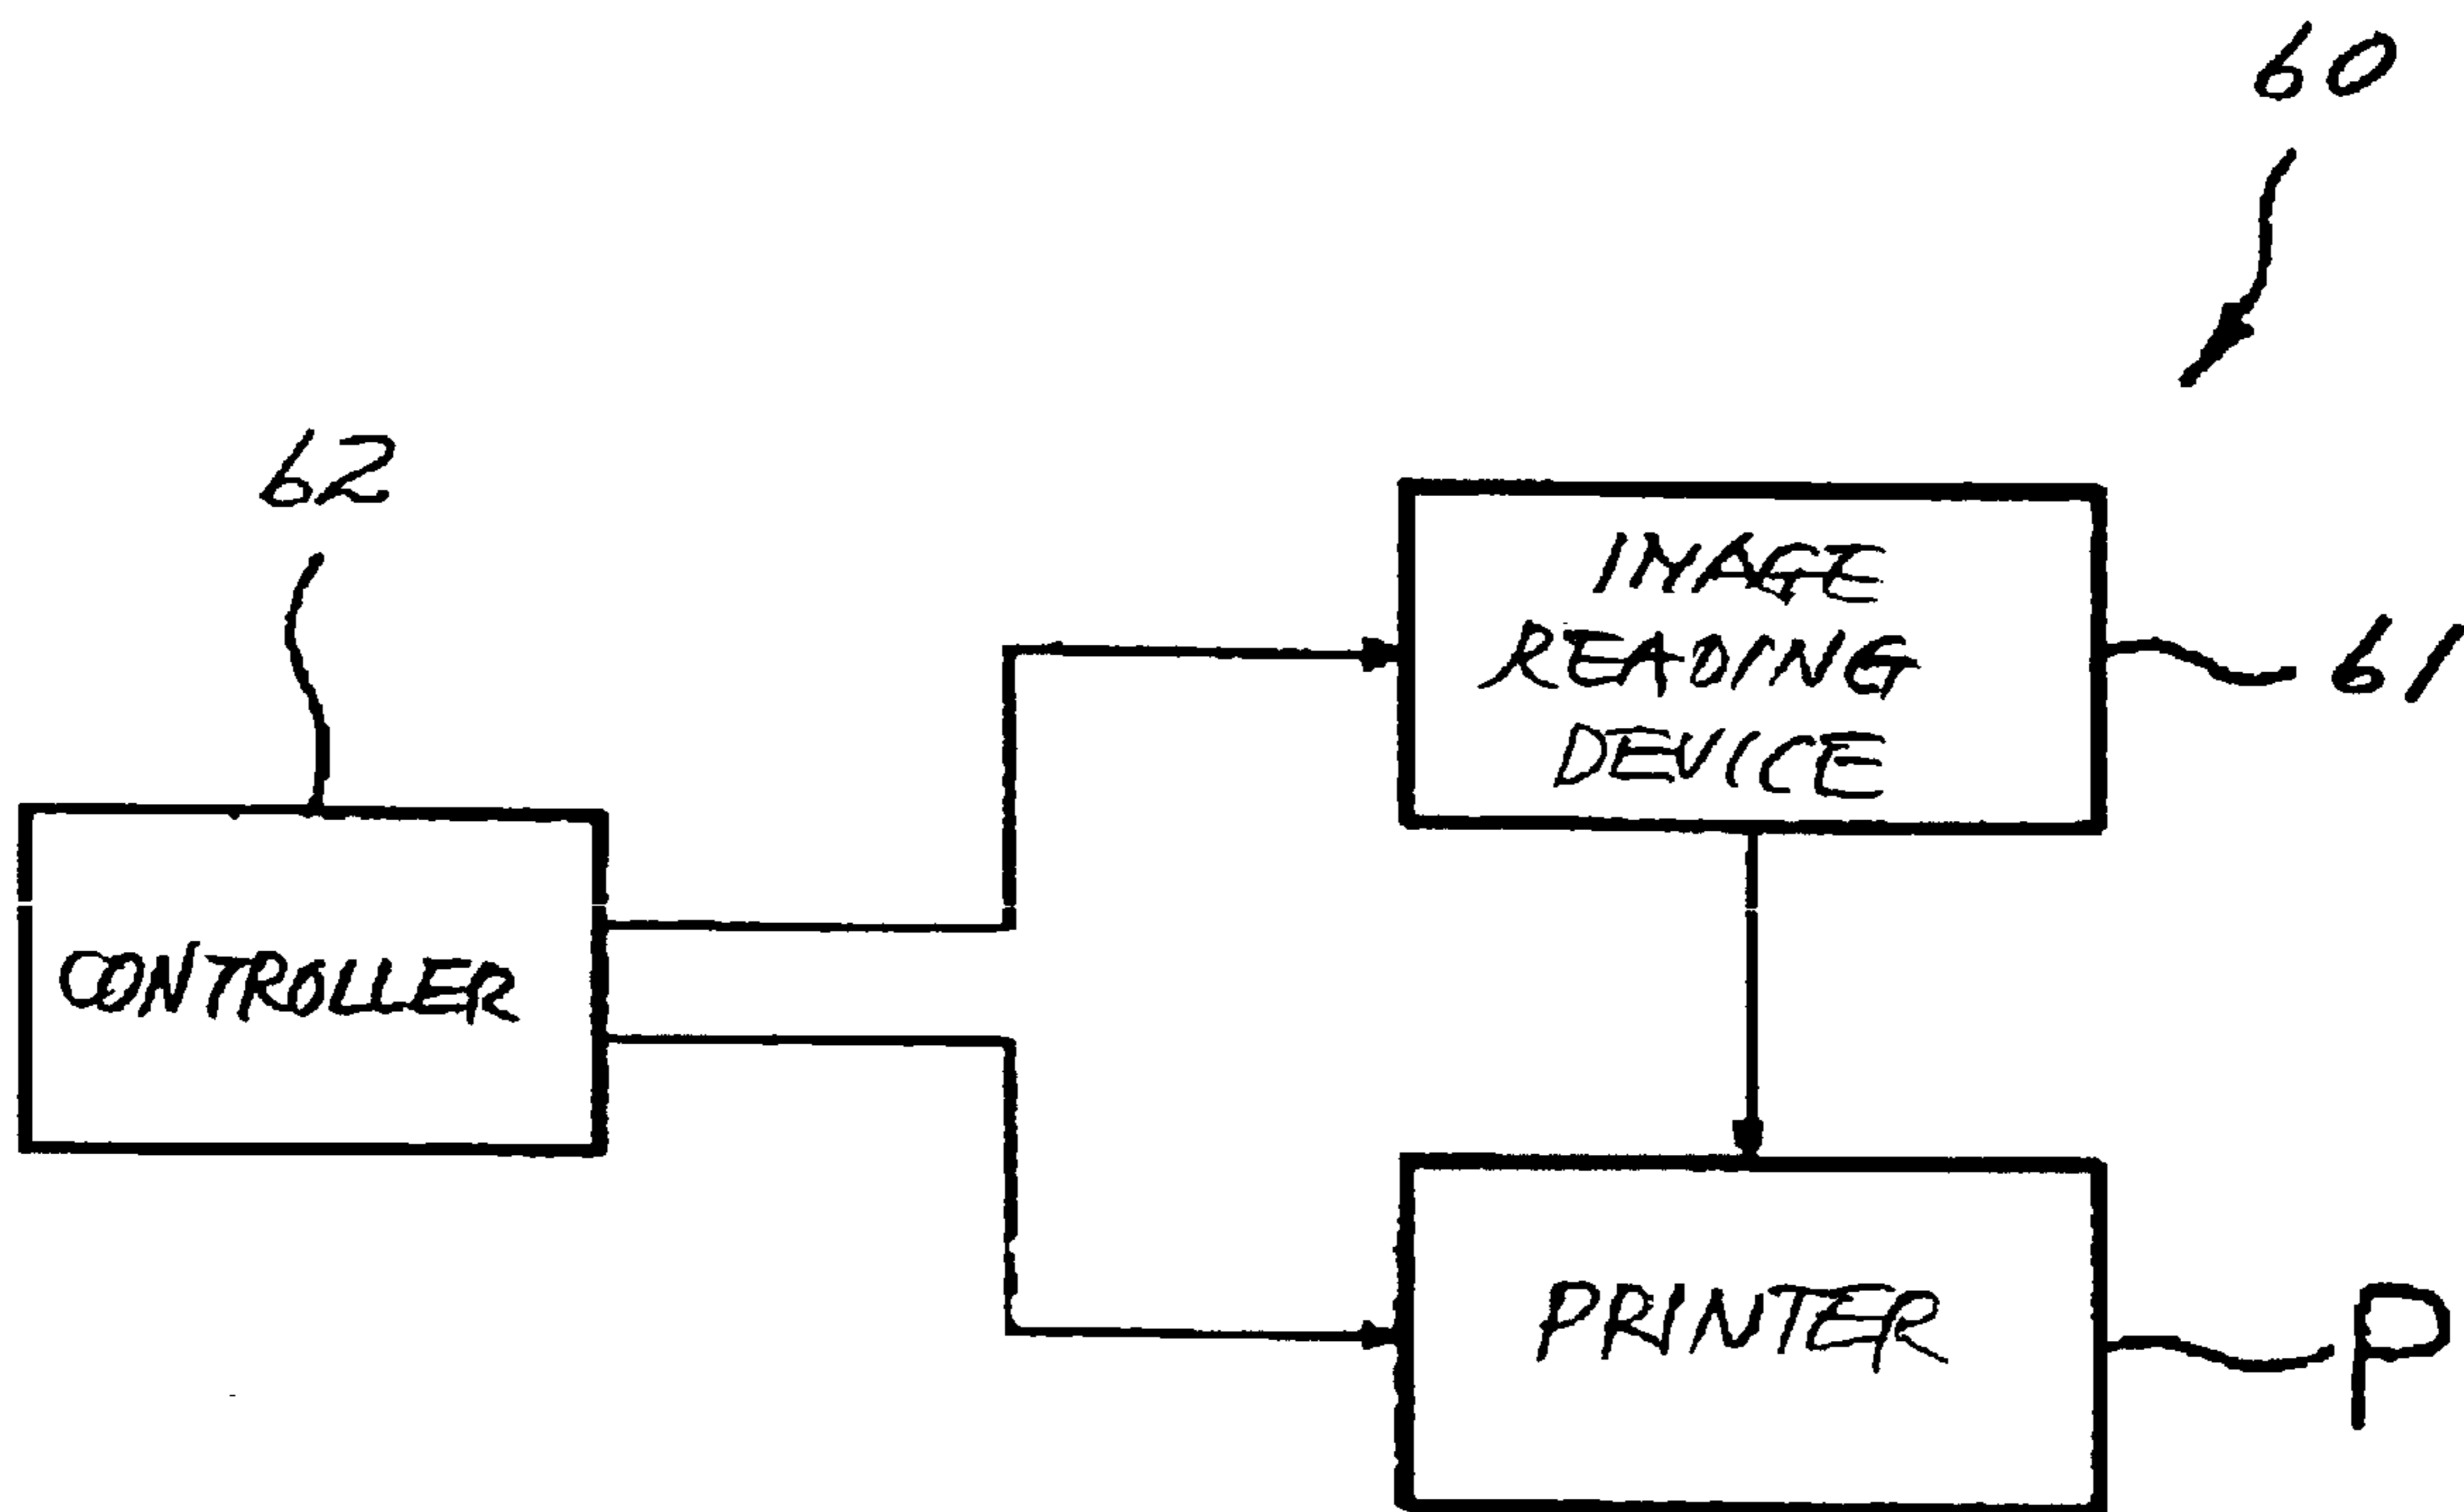 60
62
IMAGE
READING
DEVICE
61
CONTROLLER
PRINTER
P